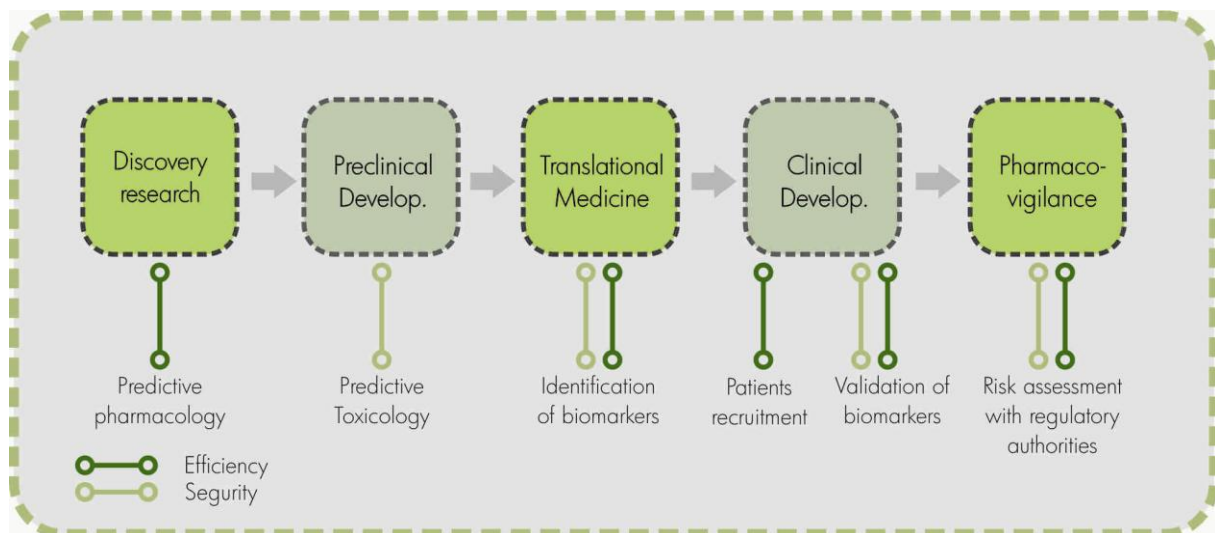 Discovery
research
Preclinical
Develop.
Translational
Medicine
Clinical
Develop.
Pharmaco-
vigilance
Predictive
pharmacology
Predictive
Toxicology
Identification
of biomarkers
Patients
recruitment
Validation of
biomarkers
Risk assessment
with regulatory
authorities
Efficiency
Segurity